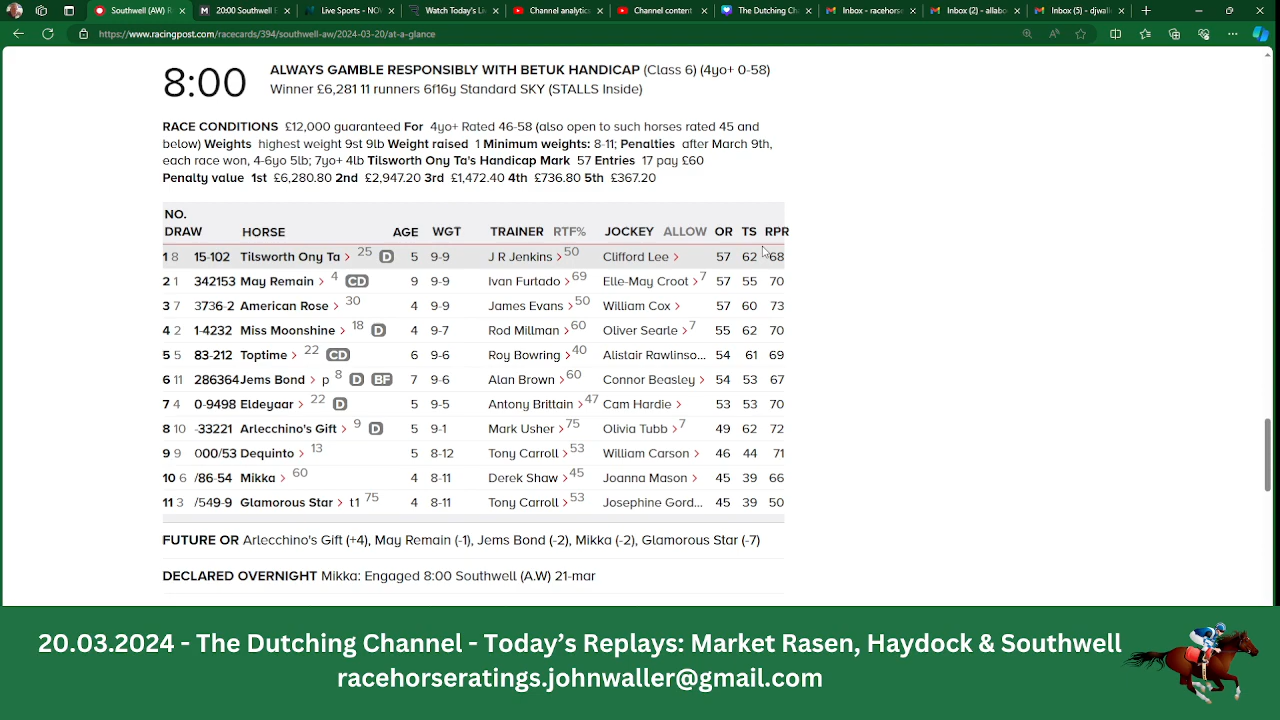 Southwell (AW) R
20:00 Southwell E
Live Sports - NOW
Watch Today's Liv
Channel analytics
Channel content
The Dutching Ch
Inbox - racehorse
Inbox (2) - allabo
Inbox (5) - djwall
https://www.racingpost.com/racecards/394/southwell-aw/2024-03-20/at-a-glance
8:00
ALWAYS GAMBLE RESPONSIBLY WITH BETUK HANDICAP (Class 6) (4yo+ 0-58)
Winner £6,281 11 runners 6f16y Standard SKY (STALLS Inside)
RACE CONDITIONS £12,000 guaranteed For 4yo+ Rated 46-58 (also open to such horses rated 45 and
below) Weights highest weight 9st 9lb Weight raised 1 Minimum weights: 8-11; Penalties after March 9th,
each race won, 4-6yo 5lb; 7yo+ 4lb Tilsworth Ony Ta's Handicap Mark 57 Entries 17 pay £60
Penalty value 1st £6,280.80 2nd £2,947.20 3rd £1,472.40 4th £736.80 5th £367.20
NO.
DRAW HORSE AGE WGT TRAINER RTF% JOCKEY ALLOW OR TS RPR
1 8 15-102 Tilsworth Ony Ta > 25 D 5 9-9 J R Jenkins > 50 Clifford Lee > 57 62 68
2 1 342153 May Remain > 4 CD 9 9-9 Ivan Furtado > 69 Elle-May Croot > 7 57 55 70
3 7 3736-2 American Rose > 30 4 9-9 James Evans > 50 William Cox > 57 60 73
4 2 1-4232 Miss Moonshine > 18 D 4 9-7 Rod Millman > 60 Oliver Searle > 7 55 62 70
5 5 83-212 Toptime > 22 CD 6 9-6 Roy Bowring > 40 Alistair Rawlinso... 54 61 69
6 11 286364 Jems Bond > p 8 D BF 7 9-6 Alan Brown > 60 Connor Beasley > 54 53 67
7 4 0-9498 Eldeyaar > 22 D 5 9-5 Antony Brittain > 47 Cam Hardie > 53 53 70
8 10 -33221 Arlecchino's Gift > 9 D 5 9-1 Mark Usher > 75 Olivia Tubb > 7 49 62 72
9 9 000/53 Dequinto > 13 5 8-12 Tony Carroll > 53 William Carson > 46 44 71
10 6 /86-54 Mikka > 60 4 8-11 Derek Shaw > 45 Joanna Mason > 45 39 66
11 3 /549-9 Glamorous Star > t1 75 4 8-11 Tony Carroll > 53 Josephine Gord... 45 39 50
FUTURE OR Arlecchino's Gift (+4), May Remain (-1), Jems Bond (-2), Mikka (-2), Glamorous Star (-7)
DECLARED OVERNIGHT Mikka: Engaged 8:00 Southwell (A.W) 21-mar
20.03.2024 - The Dutching Channel - Today's Replays: Market Rasen, Haydock & Southwell
racehorseratings.johnwaller@gmail.com